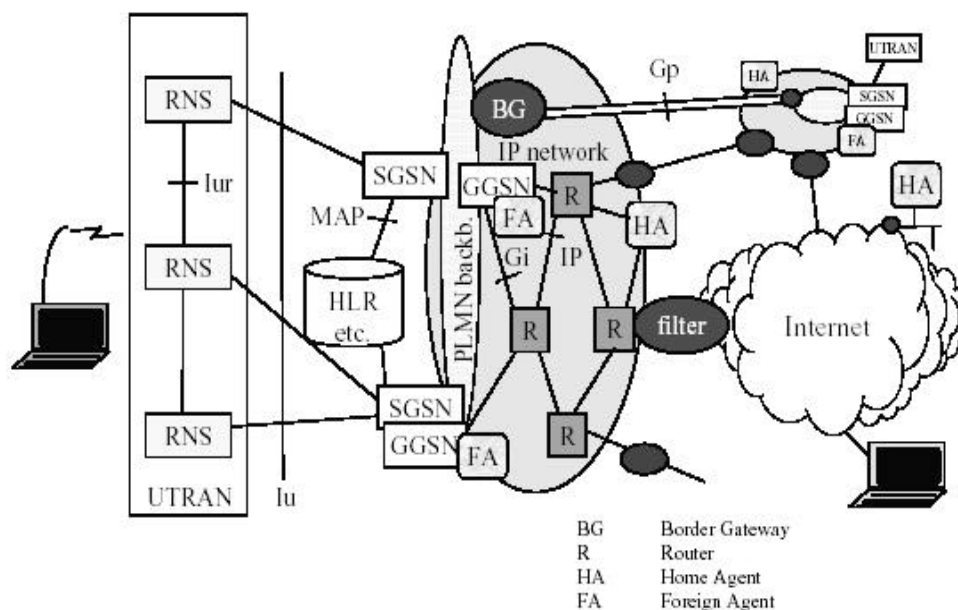 UTRAN
HA
SGSN
GGSN
FA
Gp
RNS
BG
IP network
Iur
SGSN
GGSN
R
HA
MAP
FA
HA
Gi
IP
RNS
PLMN backb.
HLR
etc.
R
R
filter
Internet
SGSN
RNS
GGSN
R
FA
UTRAN
Iu
BG Border Gateway
R Router
HA Home Agent
FA Foreign Agent